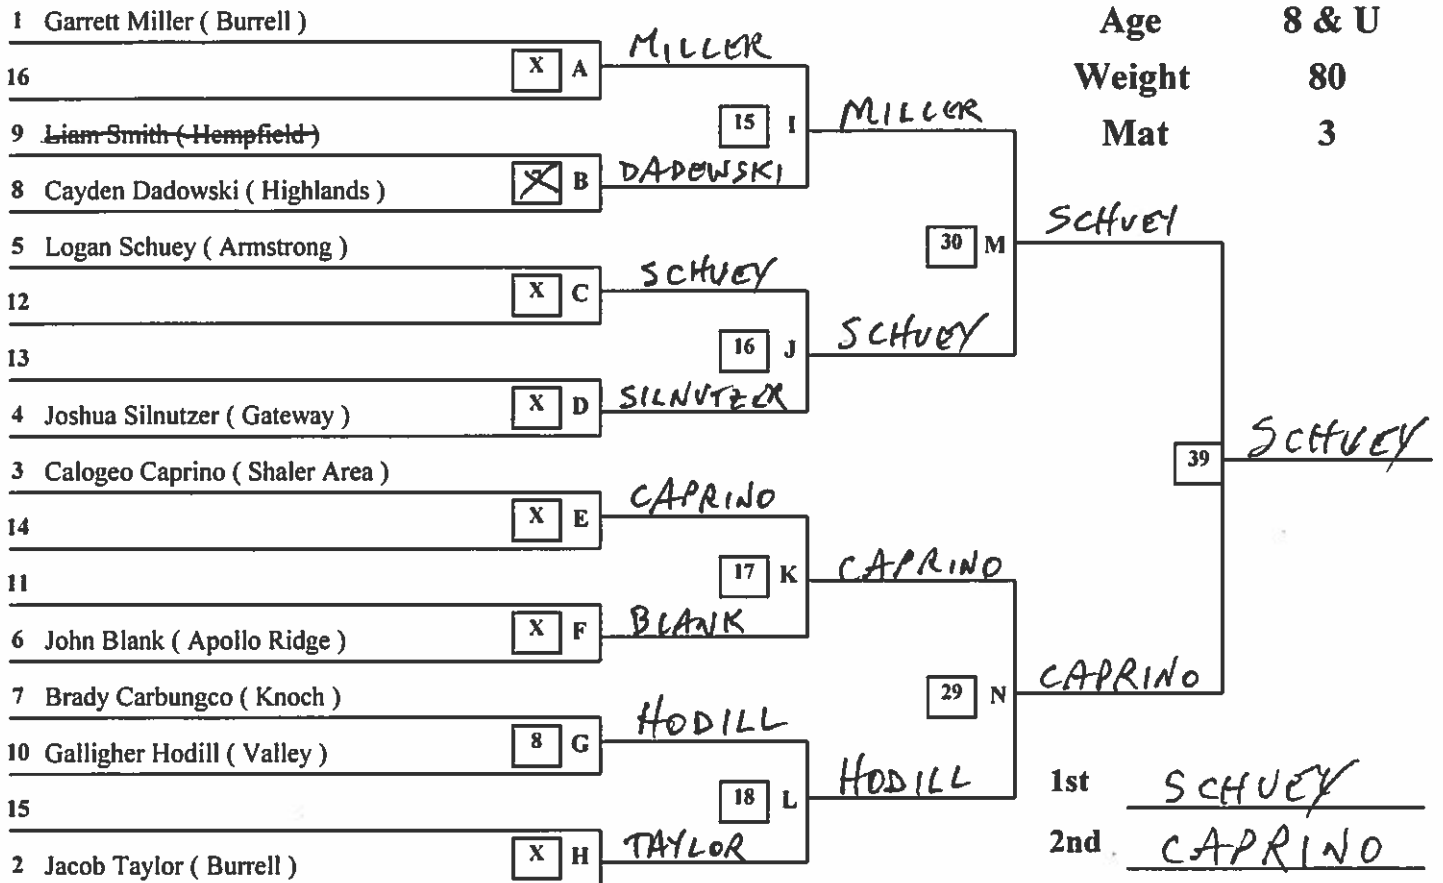 1 Garrett Miller ( Burrell )
Age 8 & U
X A MILLER
16
Weight 80
15 I MILLER
9 Liam Smith ( Hempfield )
Mat 3
X B DADOWSKI
8 Cayden Dadowski ( Highlands )
5 Logan Schuey ( Armstrong )
30 M SCHUEY
X C SCHUEY
12
16 J SCHUEY
13
X D SILNUTZER
4 Joshua Silnutzer ( Gateway )
39 SCHUEY
3 Calogeo Caprino ( Shaler Area )
X E CAPRINO
14
17 K CAPRINO
11
X F BLANK
6 John Blank ( Apollo Ridge )
7 Brady Carbungco ( Knoch )
29 N CAPRINO
8 G HODILL
10 Galligher Hodill ( Valley )
18 L HODILL
1st SCHUEY
15
X H TAYLOR
2nd CAPRINO
2 Jacob Taylor ( Burrell )